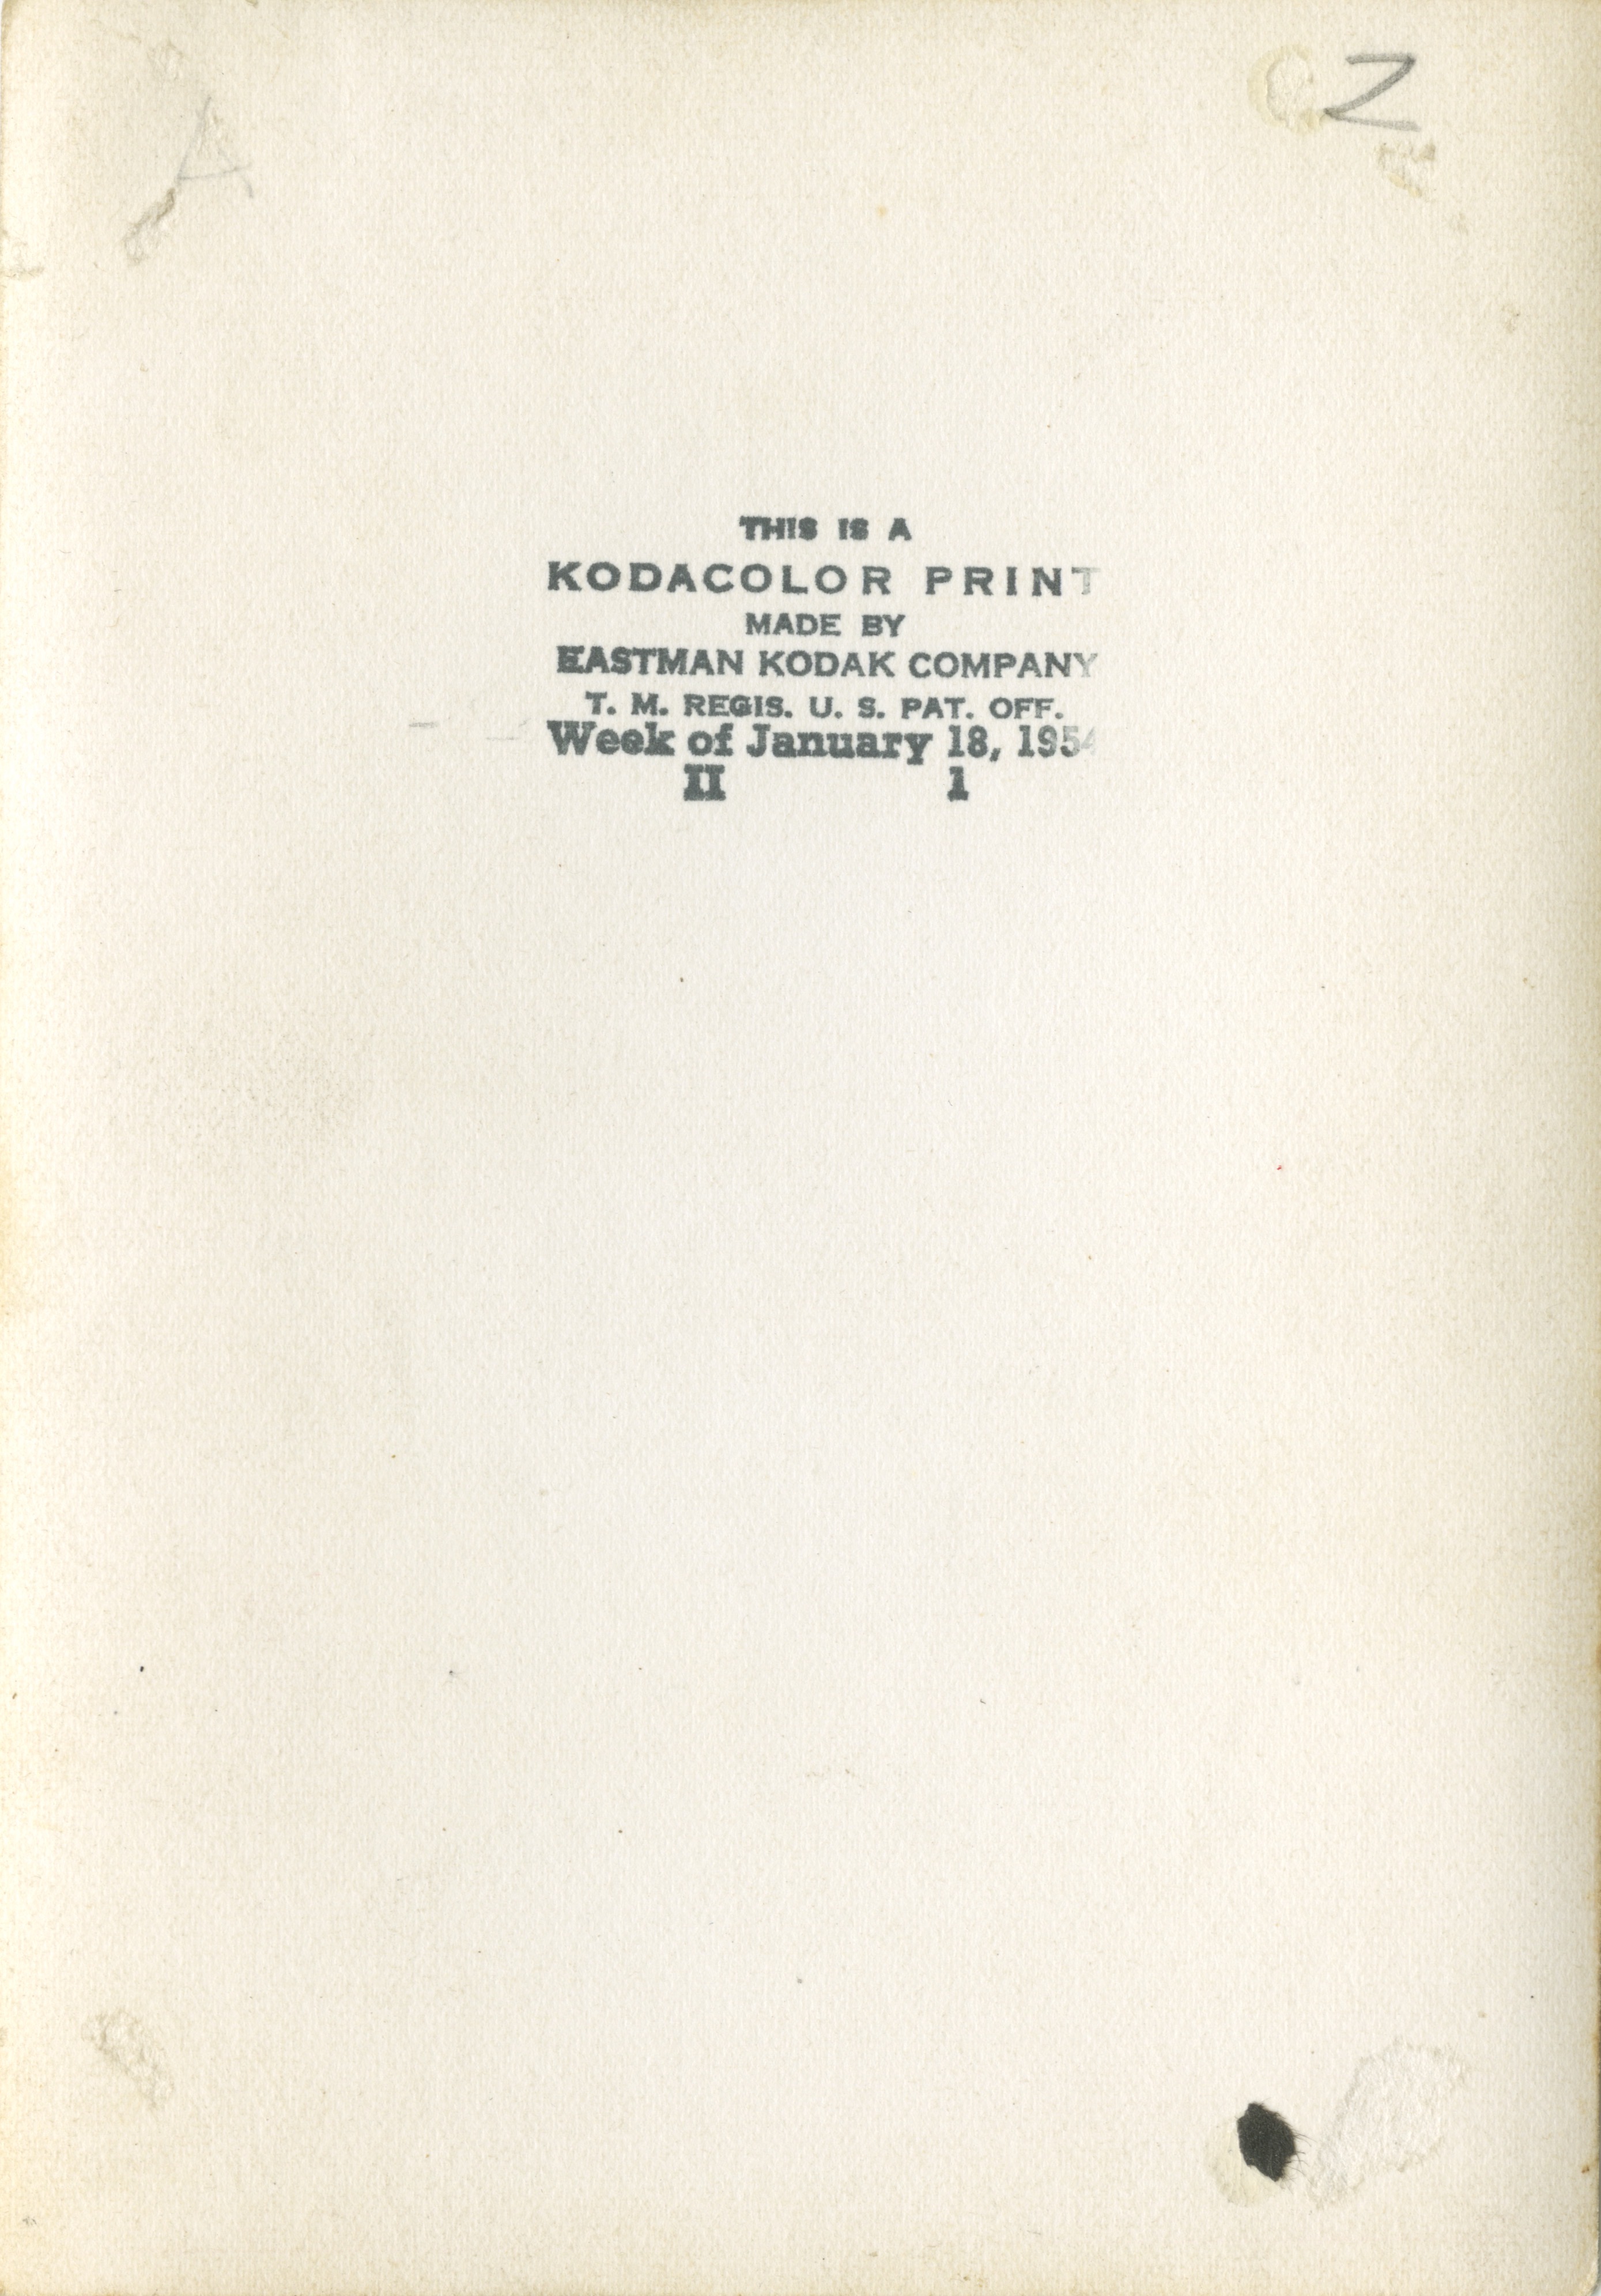 A
Z
THIS IS A
KODACOLOR PRINT
MADE BY
EASTMAN KODAK COMPANY
T. M. REGIS. U. S. PAT. OFF.
Week of January 18, 1954
II 1